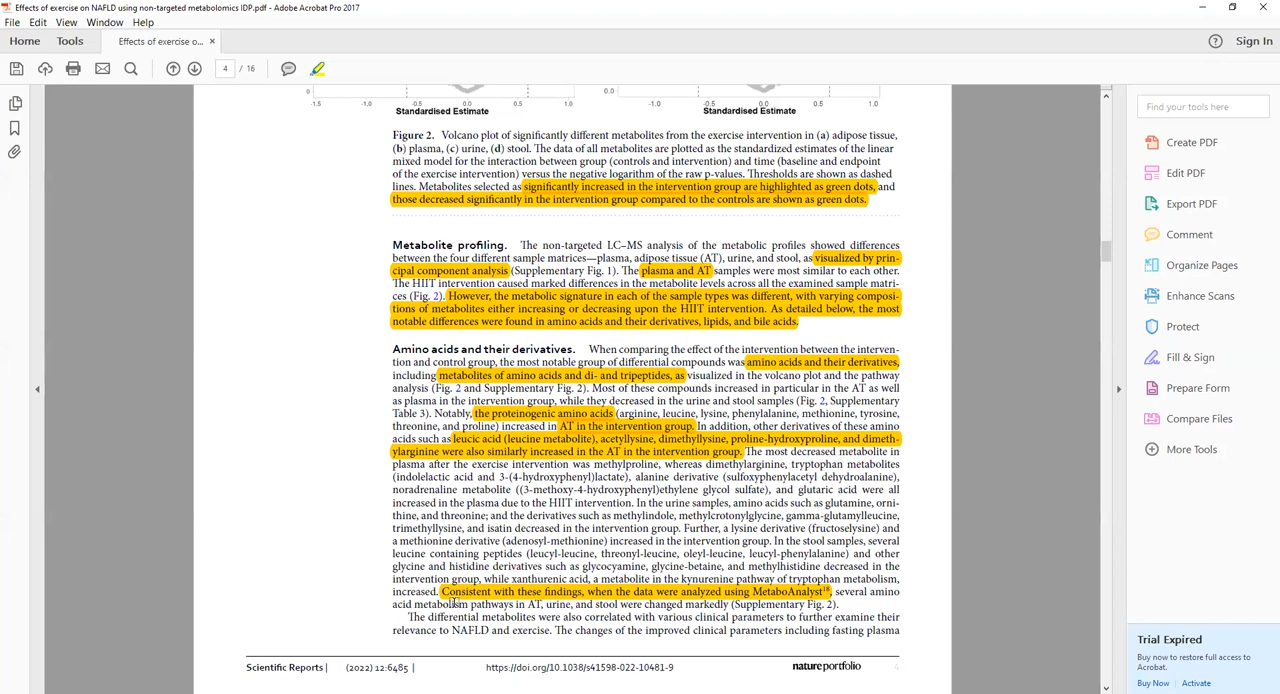 Effects of exercise on NAFLD using non-targeted metabolomics IDP.pdf - Adobe Acrobat Pro 2017
File Edit View Window Help
Home Tools Effects of exercise o... × Sign In
4 / 16
0 0.0
-1.5 -1.0 -0.5 0.0 0.5 1.0 -1.0 -0.5 0.0 0.5 1.0
Standardised Estimate Standardised Estimate
Figure 2. Volcano plot of significantly different metabolites from the exercise intervention in (a) adipose tissue,
(b) plasma, (c) urine, (d) stool. The data of all metabolites are plotted as the standardized estimates of the linear
mixed model for the interaction between group (controls and intervention) and time (baseline and endpoint
of the exercise intervention) versus the negative logarithm of the raw p-values. Thresholds are shown as dashed
lines. Metabolites selected as significantly increased in the intervention group are highlighted as green dots, and
those decreased significantly in the intervention group compared to the controls are shown as green dots.
Metabolite profiling. The non-targeted LC–MS analysis of the metabolic profiles showed differences
between the four different sample matrices—plasma, adipose tissue (AT), urine, and stool, as visualized by prin-
cipal component analysis (Supplementary Fig. 1). The plasma and AT samples were most similar to each other.
The HIIT intervention caused marked differences in the metabolite levels across all the examined sample matri-
ces (Fig. 2). However, the metabolic signature in each of the sample types was different, with varying composi-
tions of metabolites either increasing or decreasing upon the HIIT intervention. As detailed below, the most
notable differences were found in amino acids and their derivatives, lipids, and bile acids.
Amino acids and their derivatives. When comparing the effect of the intervention between the interven-
tion and control group, the most notable group of differential compounds was amino acids and their derivatives,
including metabolites of amino acids and di- and tripeptides, as visualized in the volcano plot and the pathway
analysis (Fig. 2 and Supplementary Fig. 2). Most of these compounds increased in particular in the AT as well
as plasma in the intervention group, while they decreased in the urine and stool samples (Fig. 2, Supplementary
Table 3). Notably, the proteinogenic amino acids (arginine, leucine, lysine, phenylalanine, methionine, tyrosine,
threonine, and proline) increased in AT in the intervention group. In addition, other derivatives of these amino
acids such as leucic acid (leucine metabolite), acetyllysine, dimethyllysine, proline-hydroxyproline, and dimeth-
ylarginine were also similarly increased in the AT in the intervention group. The most decreased metabolite in
plasma after the exercise intervention was methylproline, whereas dimethylarginine, tryptophan metabolites
(indolelactic acid and 3-(4-hydroxyphenyl)lactate), alanine derivative (sulfoxyphenylacetyl dehydroalanine),
noradrenaline metabolite ((3-methoxy-4-hydroxyphenyl)ethylene glycol sulfate), and glutaric acid were all
increased in the plasma due to the HIIT intervention. In the urine samples, amino acids such as glutamine, orni-
thine, and threonine; and the derivatives such as methylindole, methylcrotonylglycine, gamma-glutamylleucine,
trimethyllysine, and isatin decreased in the intervention group. Further, a lysine derivative (fructoselysine) and
a methionine derivative (adenosyl-methionine) increased in the intervention group. In the stool samples, several
leucine containing peptides (leucyl-leucine, threonyl-leucine, oleyl-leucine, leucyl-phenylalanine) and other
glycine and histidine derivatives such as glycocyamine, glycine-betaine, and methylhistidine decreased in the
intervention group, while xanthurenic acid, a metabolite in the kynurenine pathway of tryptophan metabolism,
increased. Consistent with these findings, when the data were analyzed using MetaboAnalyst18, several amino
acid metabolism pathways in AT, urine, and stool were changed markedly (Supplementary Fig. 2).
The differential metabolites were also correlated with various clinical parameters to further examine their
relevance to NAFLD and exercise. The changes of the improved clinical parameters including fasting plasma
Scientific Reports | (2022) 12:6485 | https://doi.org/10.1038/s41598-022-10481-9 natureportfolio 4
Find your tools here
Create PDF
Edit PDF
Export PDF
Comment
Organize Pages
Enhance Scans
Protect
Fill & Sign
Prepare Form
Compare Files
More Tools
Trial Expired
Buy now to restore full access to
Acrobat.
Buy Now Activate